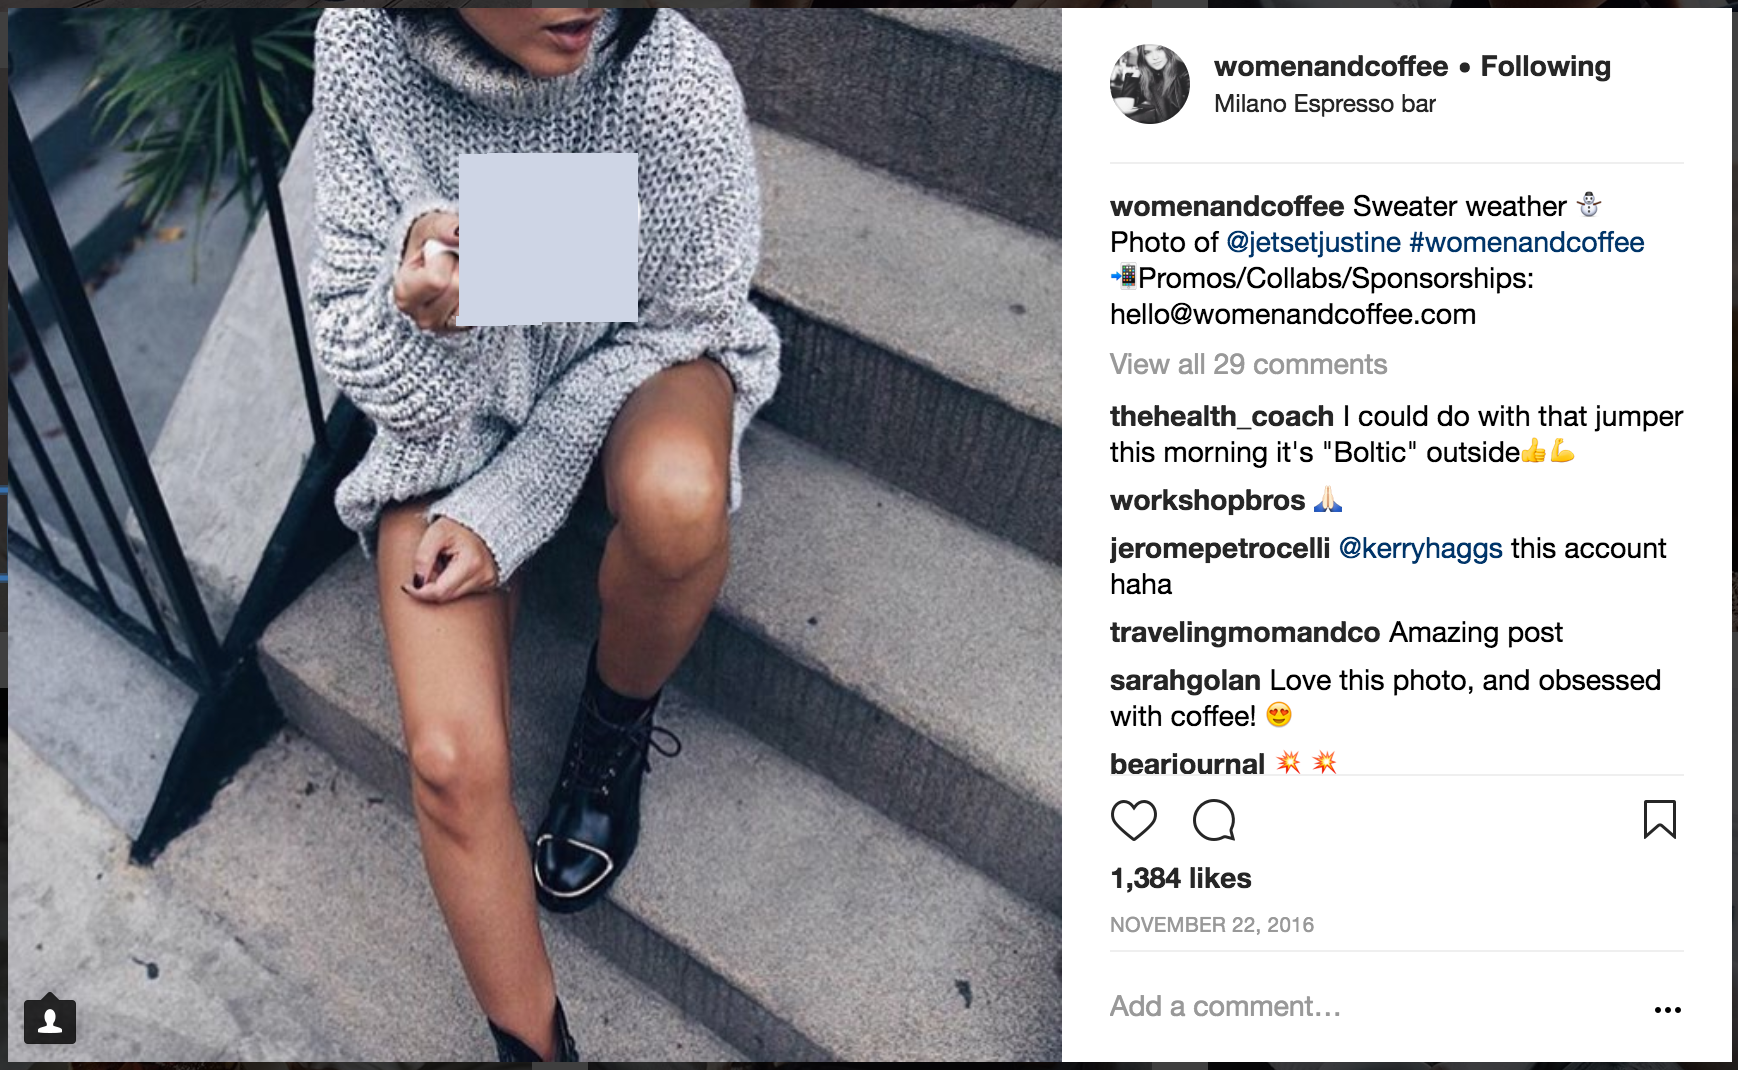 womenandcoffee • Following
Milano Espresso bar
womenandcoffee Sweater weather ⛄
Photo of @jetsetjustine #womenandcoffee
📲Promos/Collabs/Sponsorships:
hello@womenandcoffee.com
View all 29 comments
thehealth_coach I could do with that jumper
this morning it's "Boltic" outside👍💪
workshopbros 🙏🏻
jeromepetrocelli @kerryhaggs this account
haha
travelingmomandco Amazing post
sarahgolan Love this photo, and obsessed
with coffee! 😍
bearjournal 💥 💥
1,384 likes
NOVEMBER 22, 2016
Add a comment…